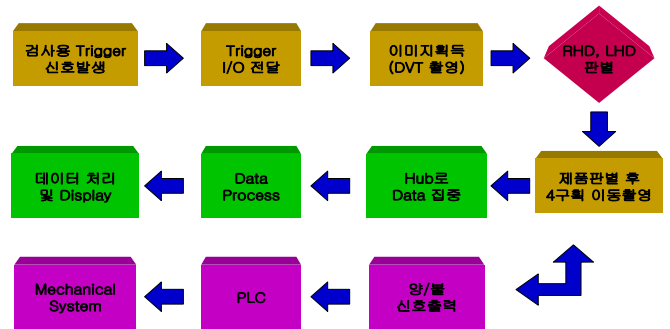 검사용 Trigger
신호발생
Trigger
I/O 전달
이미지획득
(DVT 촬영)
RHD, LHD
판별
데이터 처리
및 Display
Data
Process
Hub로
Data 집중
제품판별 후
4구획 이동촬영
Mechanical
System
PLC
양/불
신호출력